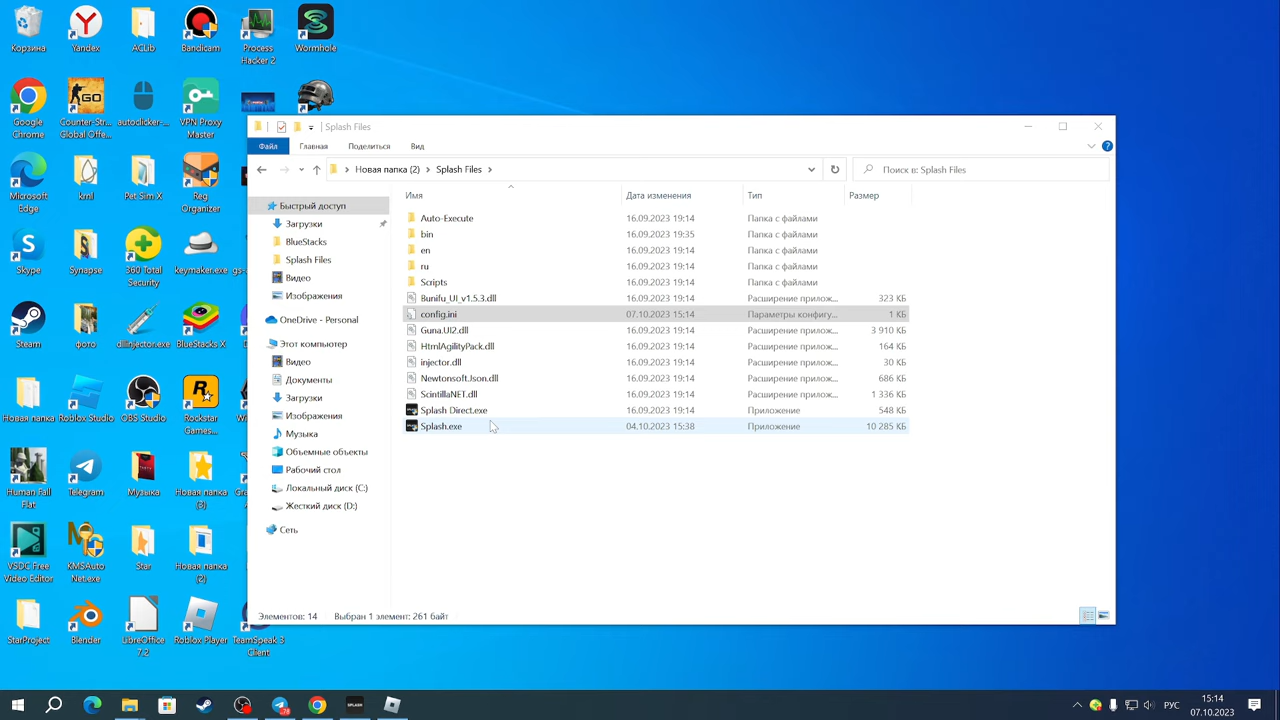 Корзина
Yandex
ACLib
Bandicam
Process
Hacker 2
Wormhole
Google
Chrome
Counter-Str...
Global Offe...
autoclicker-...
VPN Proxy
Master
Microsoft
Edge
kml
Pet Sim X
Reg
Organizer
Skype
Synapse
360 Total
Security
keymaker.exe
gs-a
Steam
фото
dllinjector.exe
BlueStacks X
Новая папка
Roblox Studio
OBS Studio
Rockstar
Games...
Human Fall
Flat
Telegram
Музыка
Новая папка
(3)
VSDC Free
Video Editor
KMSAuto
Net.exe
Star
Новая папка
(2)
StarProject
Blender
LibreOffice
7.2
Roblox Player
TeamSpeak 3
Client
Splash Files
Файл
Главная
Поделиться
Вид
Новая папка (2)
Splash Files
Поиск в: Splash Files
Быстрый доступ
Загрузки
BlueStacks
Splash Files
Видео
Изображения
OneDrive - Personal
Этот компьютер
Видео
Документы
Загрузки
Изображения
Музыка
Объемные объекты
Рабочий стол
Локальный диск (C:)
Жесткий диск (D:)
Сеть
Имя Дата изменения Тип Размер
Auto-Execute 16.09.2023 19:14 Папка с файлами
bin 16.09.2023 19:35 Папка с файлами
en 16.09.2023 19:14 Папка с файлами
ru 16.09.2023 19:14 Папка с файлами
Scripts 16.09.2023 19:14 Папка с файлами
Bunifu_UI_v1.5.3.dll 16.09.2023 19:14 Расширение прилож... 323 КБ
config.ini 07.10.2023 15:14 Параметры конфигу... 1 КБ
Guna.UI2.dll 16.09.2023 19:14 Расширение прилож... 3 910 КБ
HtmlAgilityPack.dll 16.09.2023 19:14 Расширение прилож... 164 КБ
injector.dll 16.09.2023 19:14 Расширение прилож... 30 КБ
Newtonsoft.Json.dll 16.09.2023 19:14 Расширение прилож... 686 КБ
ScintillaNET.dll 16.09.2023 19:14 Расширение прилож... 1 336 КБ
Splash Direct.exe 16.09.2023 19:14 Приложение 548 КБ
Splash.exe 04.10.2023 15:38 Приложение 10 285 КБ
Элементов: 14
Выбран 1 элемент: 261 байт
SPLASH
78
РУС
15:14
07.10.2023